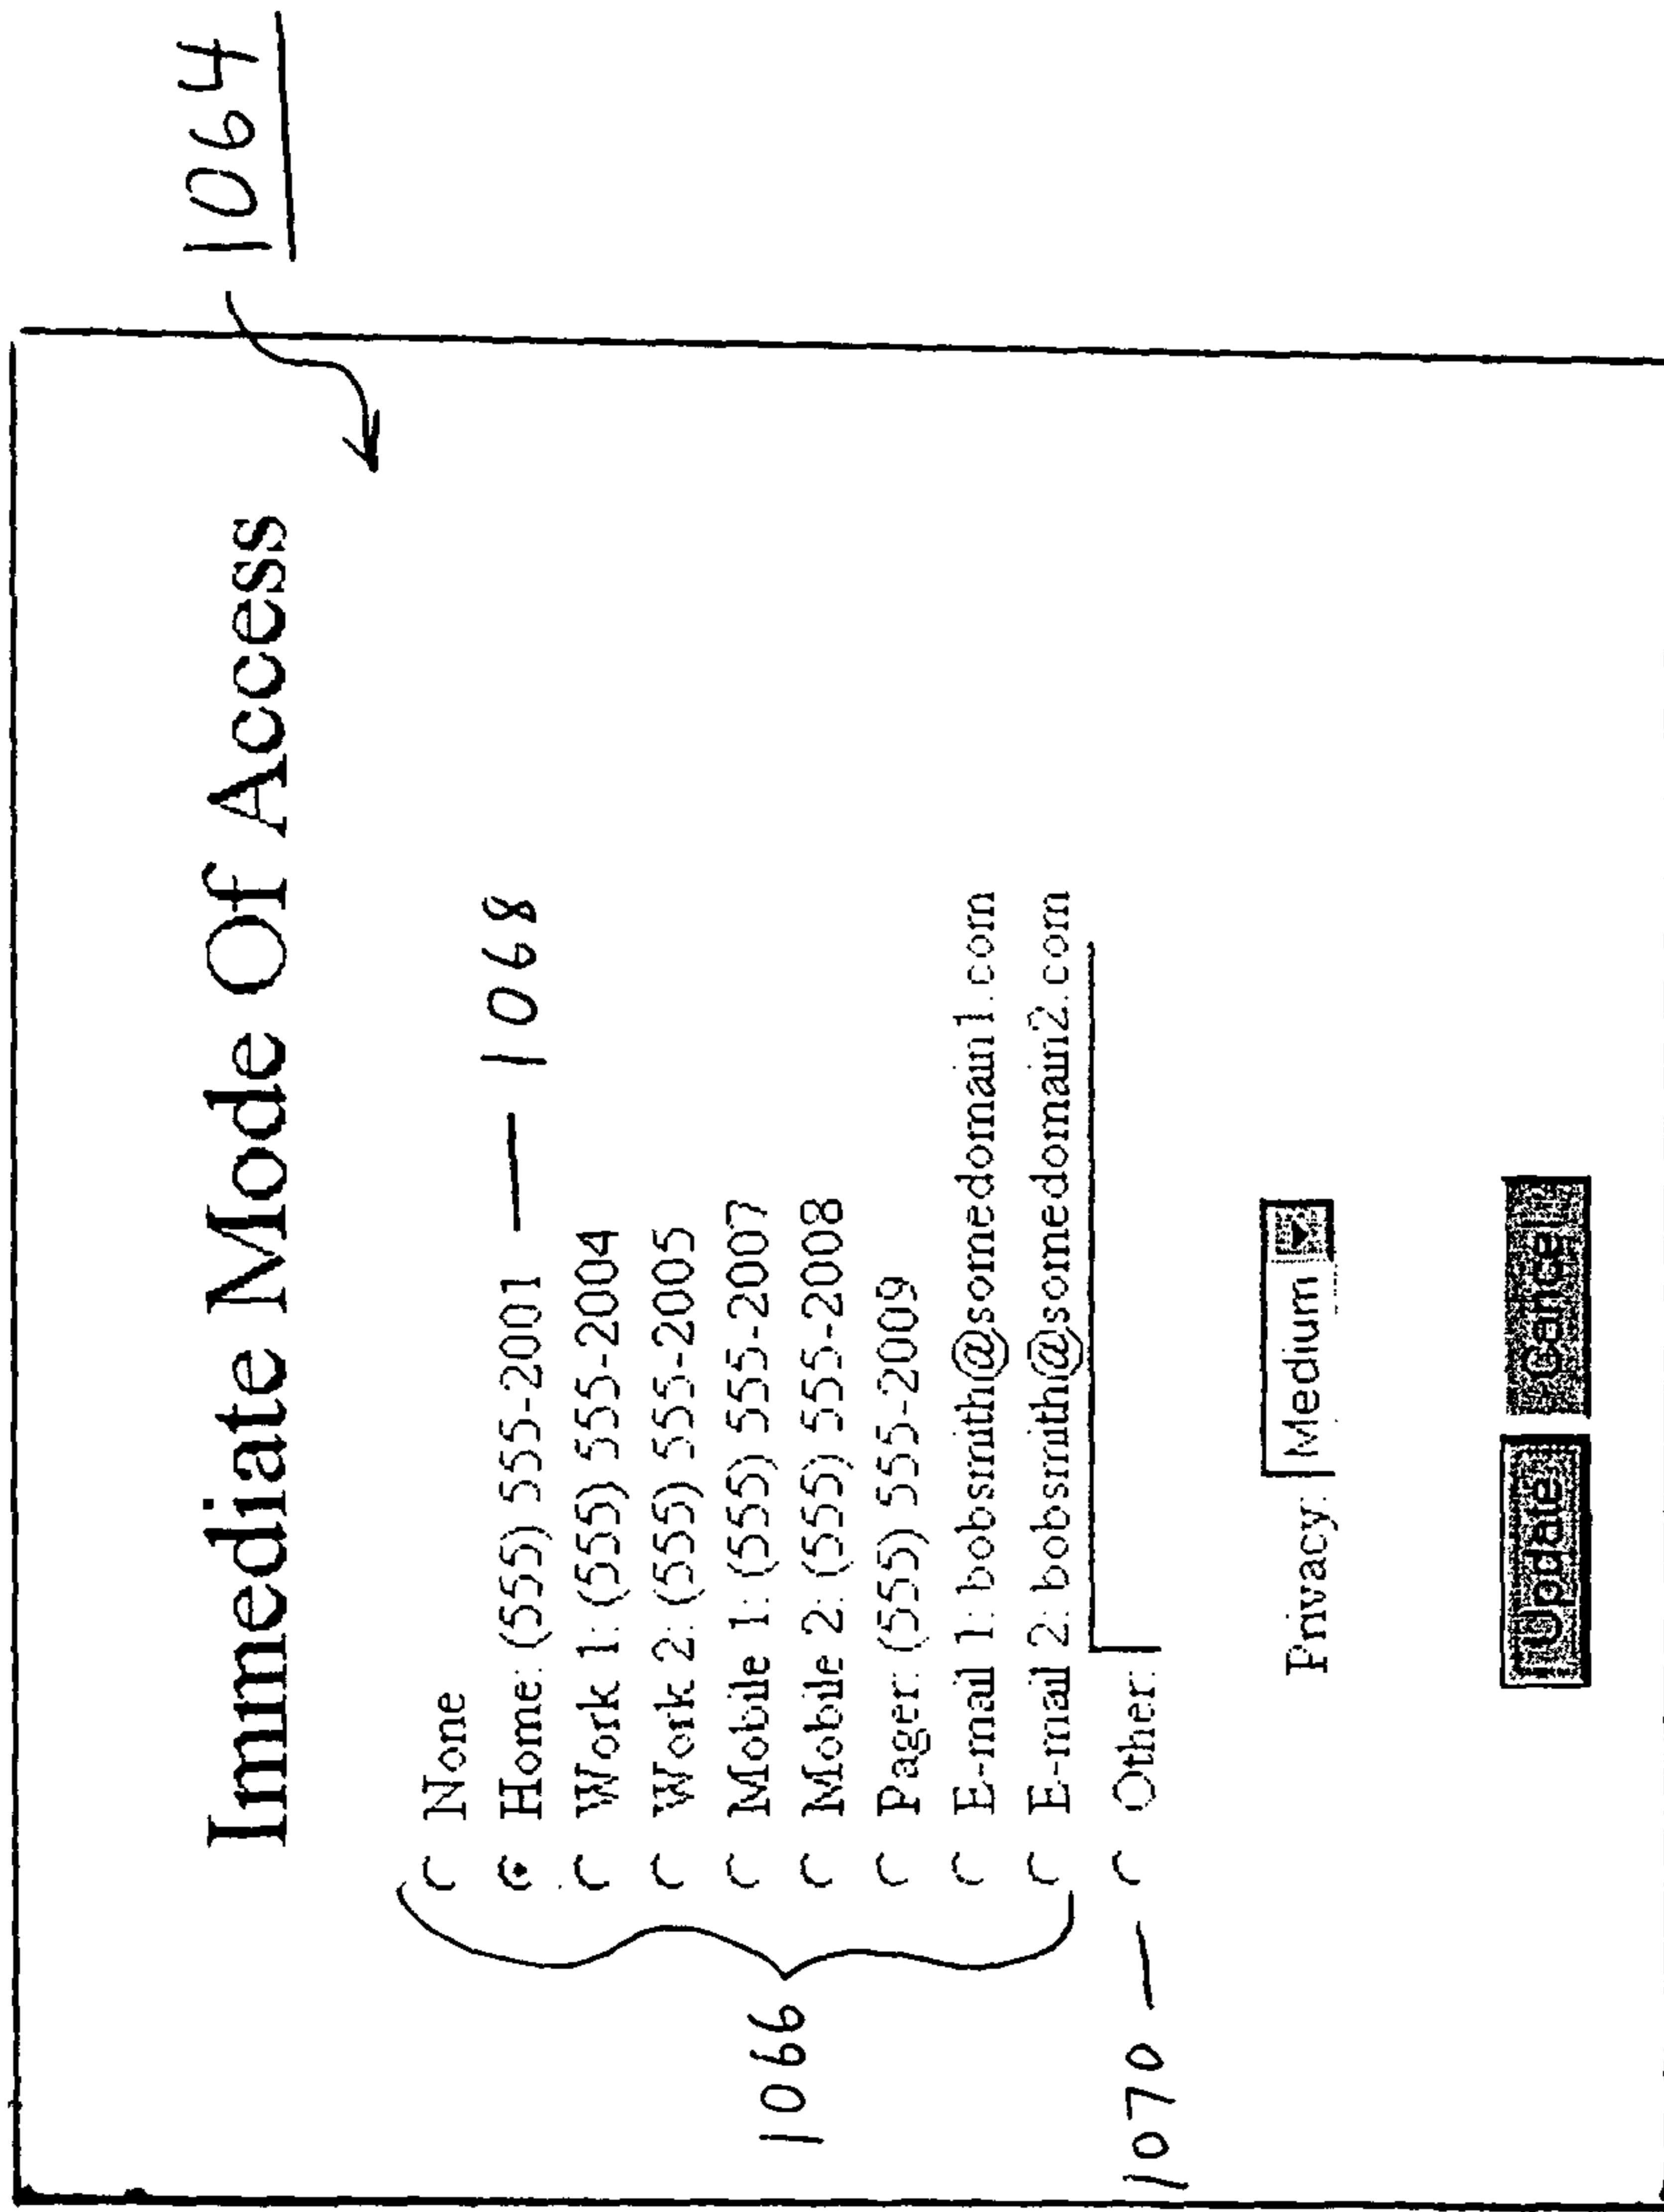 1064
Immediate Mode Of Access
None
Home: (555) 555-2001 1068
Work 1: (555) 555-2004
Work 2: (555) 555-2005
Mobile 1: (555) 555-2007
1066
Mobile 2: (555) 555-2008
Pager: (555) 555-2009
E-mail 1: bobsmith@somedomain1.com
E-mail 2: bobsmith@somedomain2.com
1070 Other:
Privacy: Medium
Update Cancel